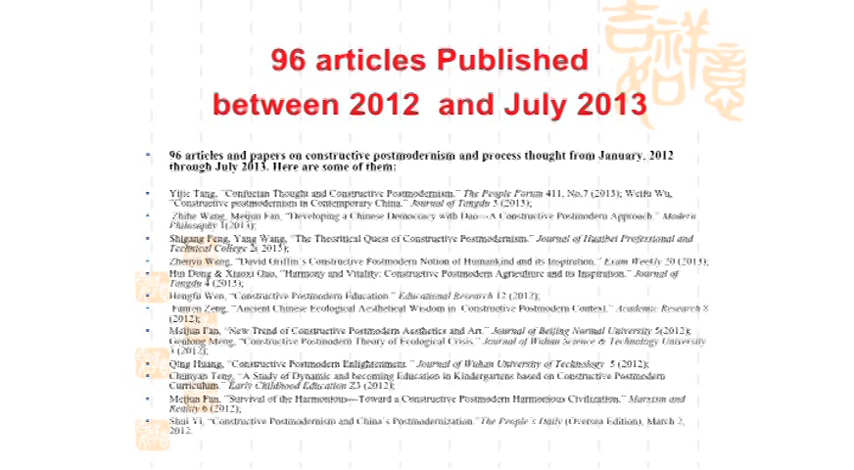 吉祥
如意
96 articles Published
between 2012 and July 2013
96 articles and papers on constructive postmodernism and process thought from January, 2012
through July 2013. Here are some of them:
Yijie Tang, "Confucian Thought and Constructive Postmodernism." The People Forum 411, No.7 (2013); Weifu Wu,
"Constructive postmodernism in Contemporary China." Journal of Tangdu 3 (2013);
Zhihe Wang, Meijun Fan, "Developing a Chinese Democracy with Dao---A Constructive Postmodern Approach." Modern
Philosophy 1(2013);
Shigang Feng, Yang Wang, "The Theoritical Quest of Constructive Postmodernism." Journal of Huaibei Professional and
Technical College 2( 2013);
Zhenyu Wang, "David Griffin's Constructive Postmodern Notion of Humankind and its Inspiration." Exam Weekly 20 (2013);
Hui Dong & Xiaoxi Gao, "Harmony and Vitality: Constructive Postmodern Agriculture and its Inspiration." Journal of
Tangdu 4 (2013);
Hengfu Wen, "Constructive Postmodern Education." Educational Research 12 (2012);
Fanren Zeng, "Ancient Chinese Ecological Aesthetical Wisdom in Constructive Postmodern Context." Academic Research 8
(2012);
Meijun Fan, "New Trend of Constructive Postmodern Aesthetics and Art." Journal of Beijing Normal University 5(2012);
Genlong Meng, "Constructive Postmodern Theory of Ecological Crisis." Journal of Wuhan Science & Technology University
3 (2012);
Qing Huang, "Constructive Postmodern Enlightenment." Journal of Wuhan University of Technology 5 (2012);
Teng, "A Study of Dynamic and becoming Education in Kindergartens based on Constructive Postmodern
Curriculum." Early Childhood Education Z3 (2012);
Meijun Fan, "Survival of the Harmonious---Toward a Constructive Postmodern Harmonious Civilization." Marxism and
Reality 6 (2012);
Shui Yi, "Constructive Postmodernism and China's Postmodernization." The People's Daily (Oversea Edition), March 2,
2012.